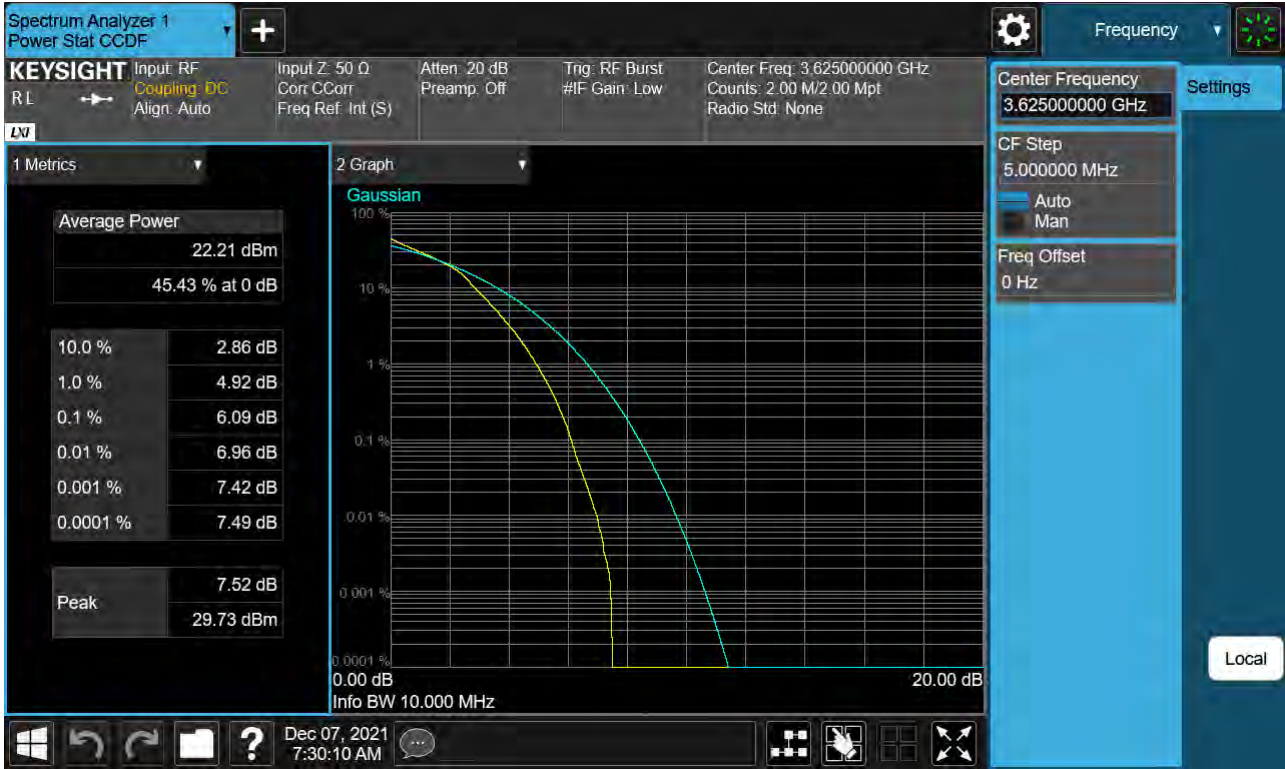 Spectrum Analyzer 1
Power Stat CCDF
+
Frequency
KEYSIGHT
R L
LXI
Input: RF
Coupling: DC
Align: Auto
Input Z: 50 Ω
Corr CCorr
Freq Ref: Int (S)
Atten: 20 dB
Preamp: Off
Trig: RF Burst
#IF Gain: Low
Center Freq: 3.625000000 GHz
Counts: 2.00 M/2.00 Mpt
Radio Std: None
Center Frequency
3.625000000 GHz
Settings
CF Step
5.000000 MHz
Auto
Man
Freq Offset
0 Hz
Local
1 Metrics
Average Power
22.21 dBm
45.43 % at 0 dB
10.0 % 2.86 dB
1.0 % 4.92 dB
0.1 % 6.09 dB
0.01 % 6.96 dB
0.001 % 7.42 dB
0.0001 % 7.49 dB
Peak
7.52 dB
29.73 dBm
2 Graph
Gaussian
100 %
10 %
1 %
0.1 %
0.01 %
0.001 %
0.0001 %
0.00 dB 20.00 dB
Info BW 10.000 MHz
?
Dec 07, 2021
7:30:10 AM